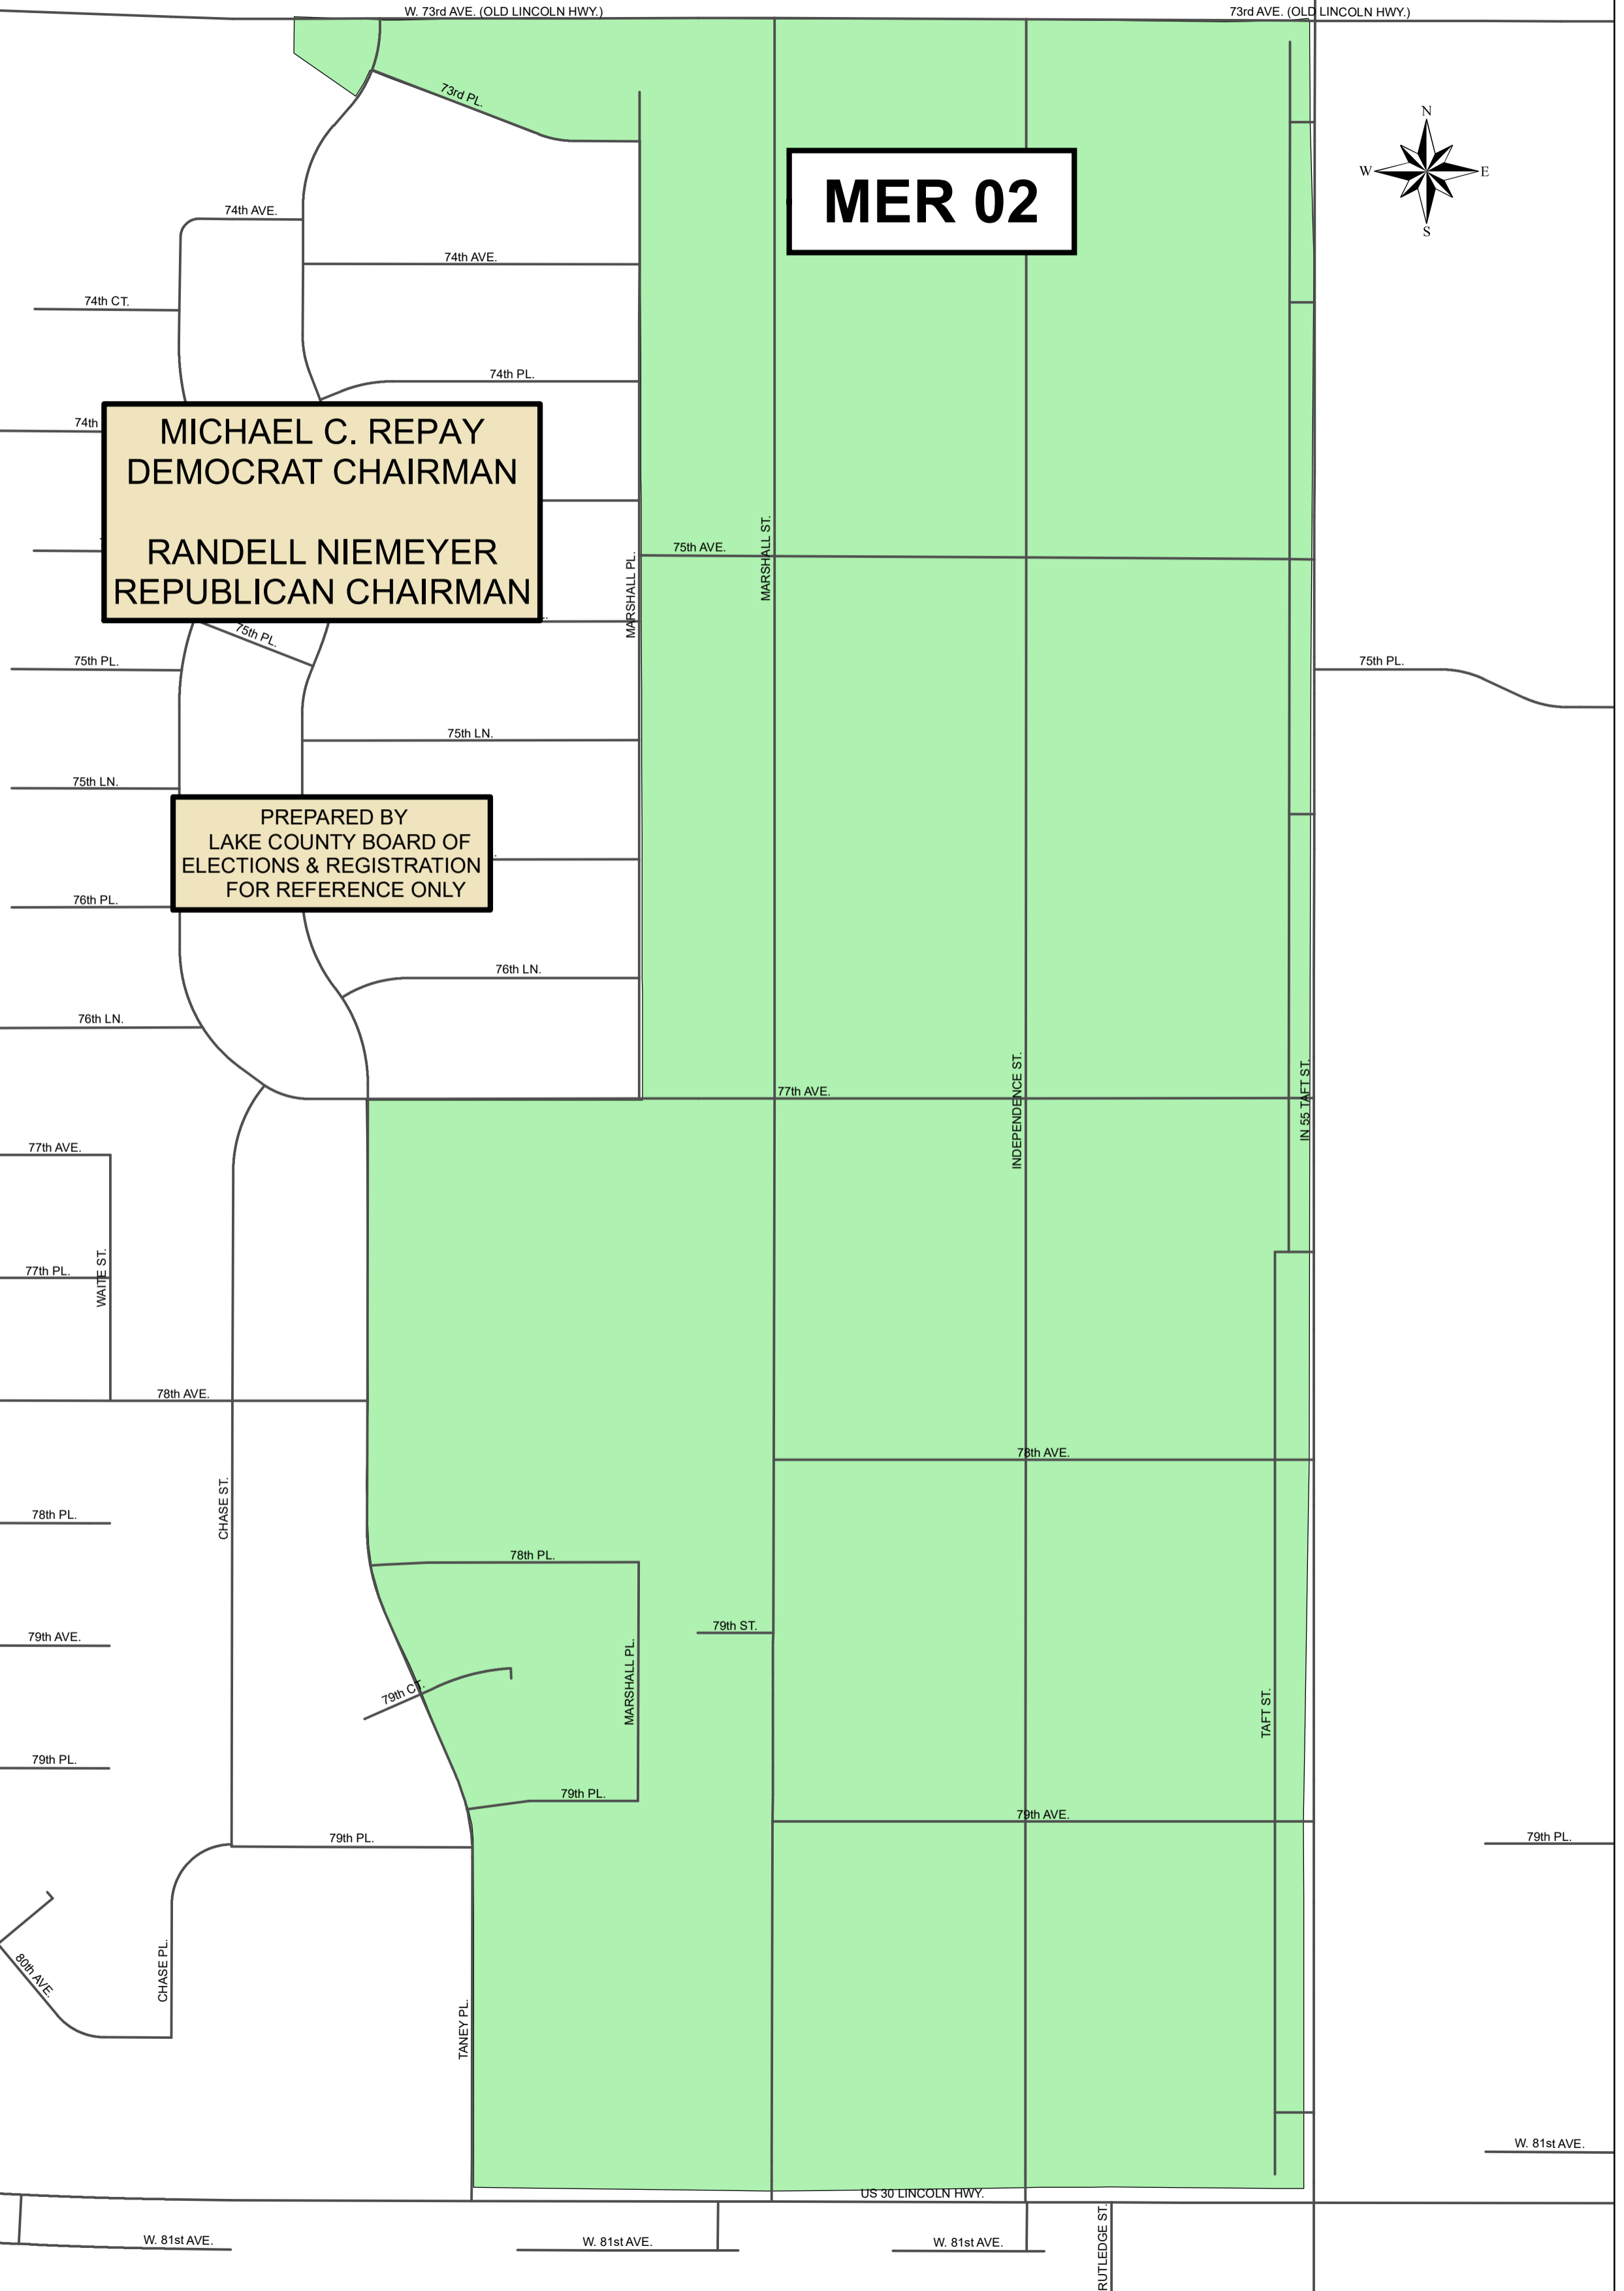 W. 73rd AVE. (OLD LINCOLN HWY.)
73rd AVE. (OLD LINCOLN HWY.)
73rd PL.
N
W
E
S
MER 02
74th AVE.
74th AVE.
74th CT.
74th PL.
74th
MICHAEL C. REPAY
DEMOCRAT CHAIRMAN
RANDELL NIEMEYER
REPUBLICAN CHAIRMAN
MARSHALL PL.
MARSHALL ST.
75th AVE.
75th PL.
75th PL.
75th PL.
75th LN.
75th LN.
PREPARED BY
LAKE COUNTY BOARD OF
ELECTIONS & REGISTRATION
FOR REFERENCE ONLY
76th PL.
76th LN.
76th LN.
77th AVE.
INDEPENDENCE ST.
IN 55 TAFT ST.
77th AVE.
77th PL.
WAITE ST.
78th AVE.
78th AVE.
CHASE ST.
78th PL.
78th PL.
79th ST.
79th AVE.
79th CT.
MARSHALL PL.
TAFT ST.
79th PL.
79th PL.
79th AVE.
79th PL.
79th PL.
80th AVE.
CHASE PL.
TANEY PL.
W. 81st AVE.
US 30 LINCOLN HWY.
W. 81st AVE.
W. 81st AVE.
W. 81st AVE.
RUTLEDGE ST.